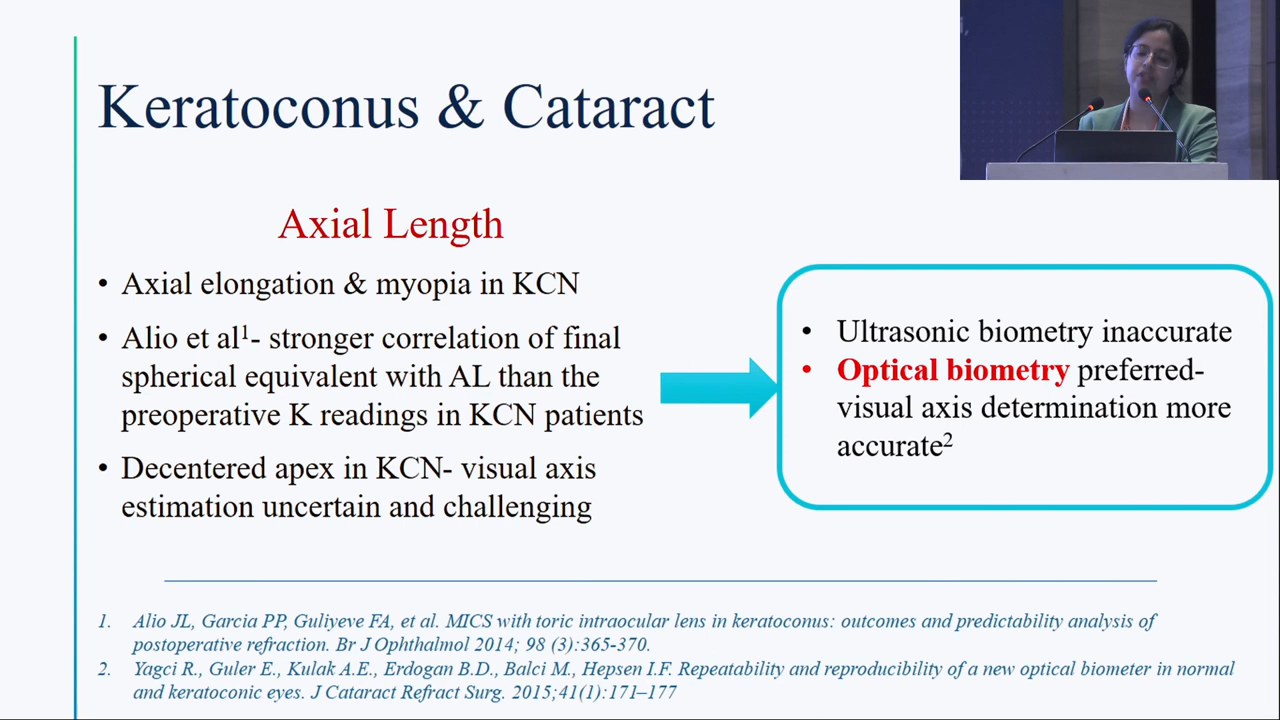 Keratoconus & Cataract
Axial Length
• Axial elongation & myopia in KCN
• Alio et al¹- stronger correlation of final
spherical equivalent with AL than the
preoperative K readings in KCN patients
• Decentered apex in KCN- visual axis
estimation uncertain and challenging
• Ultrasonic biometry inaccurate
• Optical biometry preferred-
visual axis determination more
accurate²
1. Alio JL, Garcia PP, Guliyeve FA, et al. MICS with toric intraocular lens in keratoconus: outcomes and predictability analysis of
postoperative refraction. Br J Ophthalmol 2014; 98 (3):365-370.
2. Yagci R., Guler E., Kulak A.E., Erdogan B.D., Balci M., Hepsen I.F. Repeatability and reproducibility of a new optical biometer in normal
and keratoconic eyes. J Cataract Refract Surg. 2015;41(1):171–177